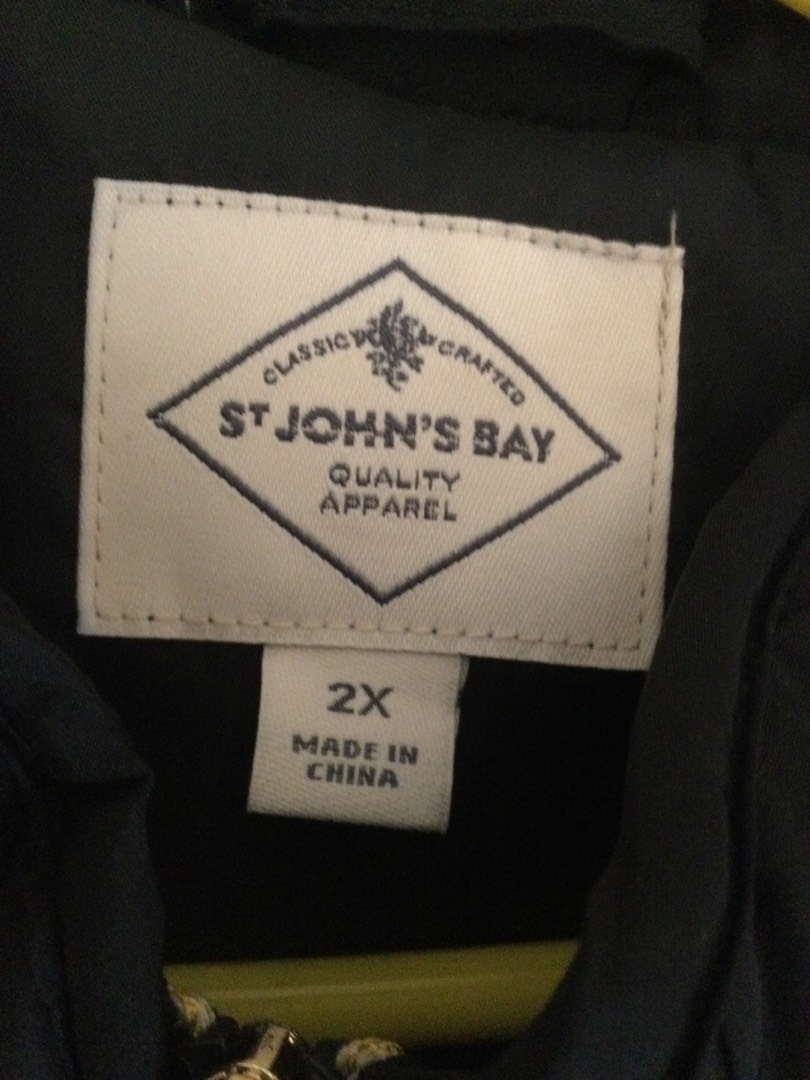 CLASSIC CRAFTED
ST JOHN'S BAY
QUALITY
APPAREL
2X
MADE IN
CHINA